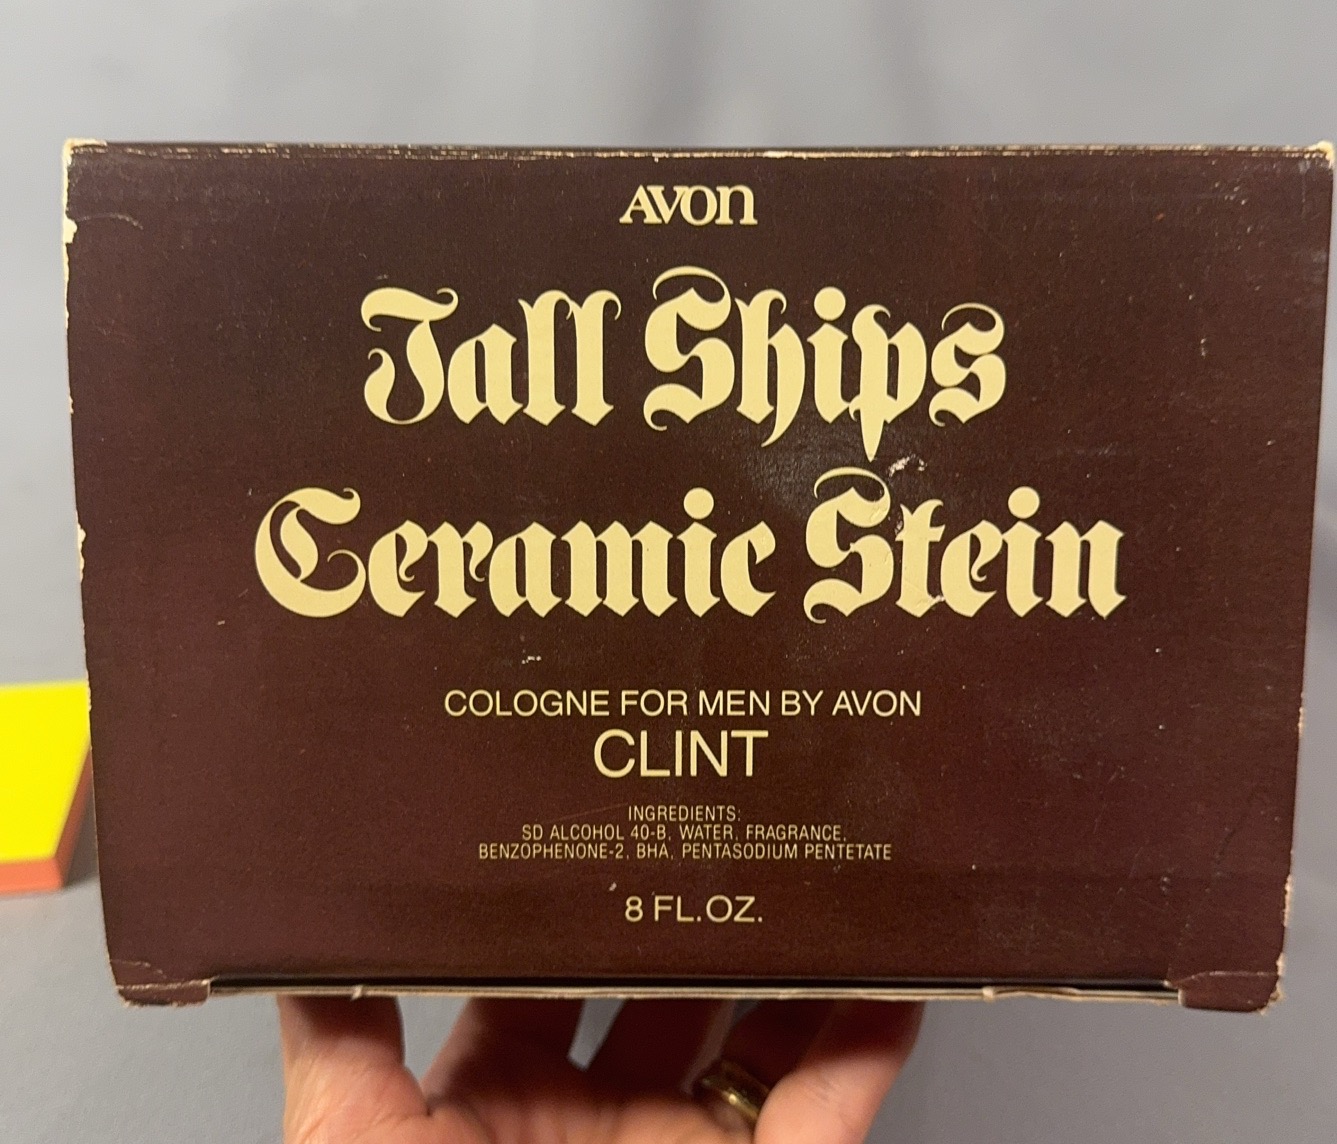 AVON
Tall Ships
Ceramic Stein
COLOGNE FOR MEN BY AVON
CLINT
INGREDIENTS:
SD ALCOHOL 40-B, WATER, FRAGRANCE,
BENZOPHENONE-2, BHA, PENTASODIUM PENTETATE
8 FL.OZ.